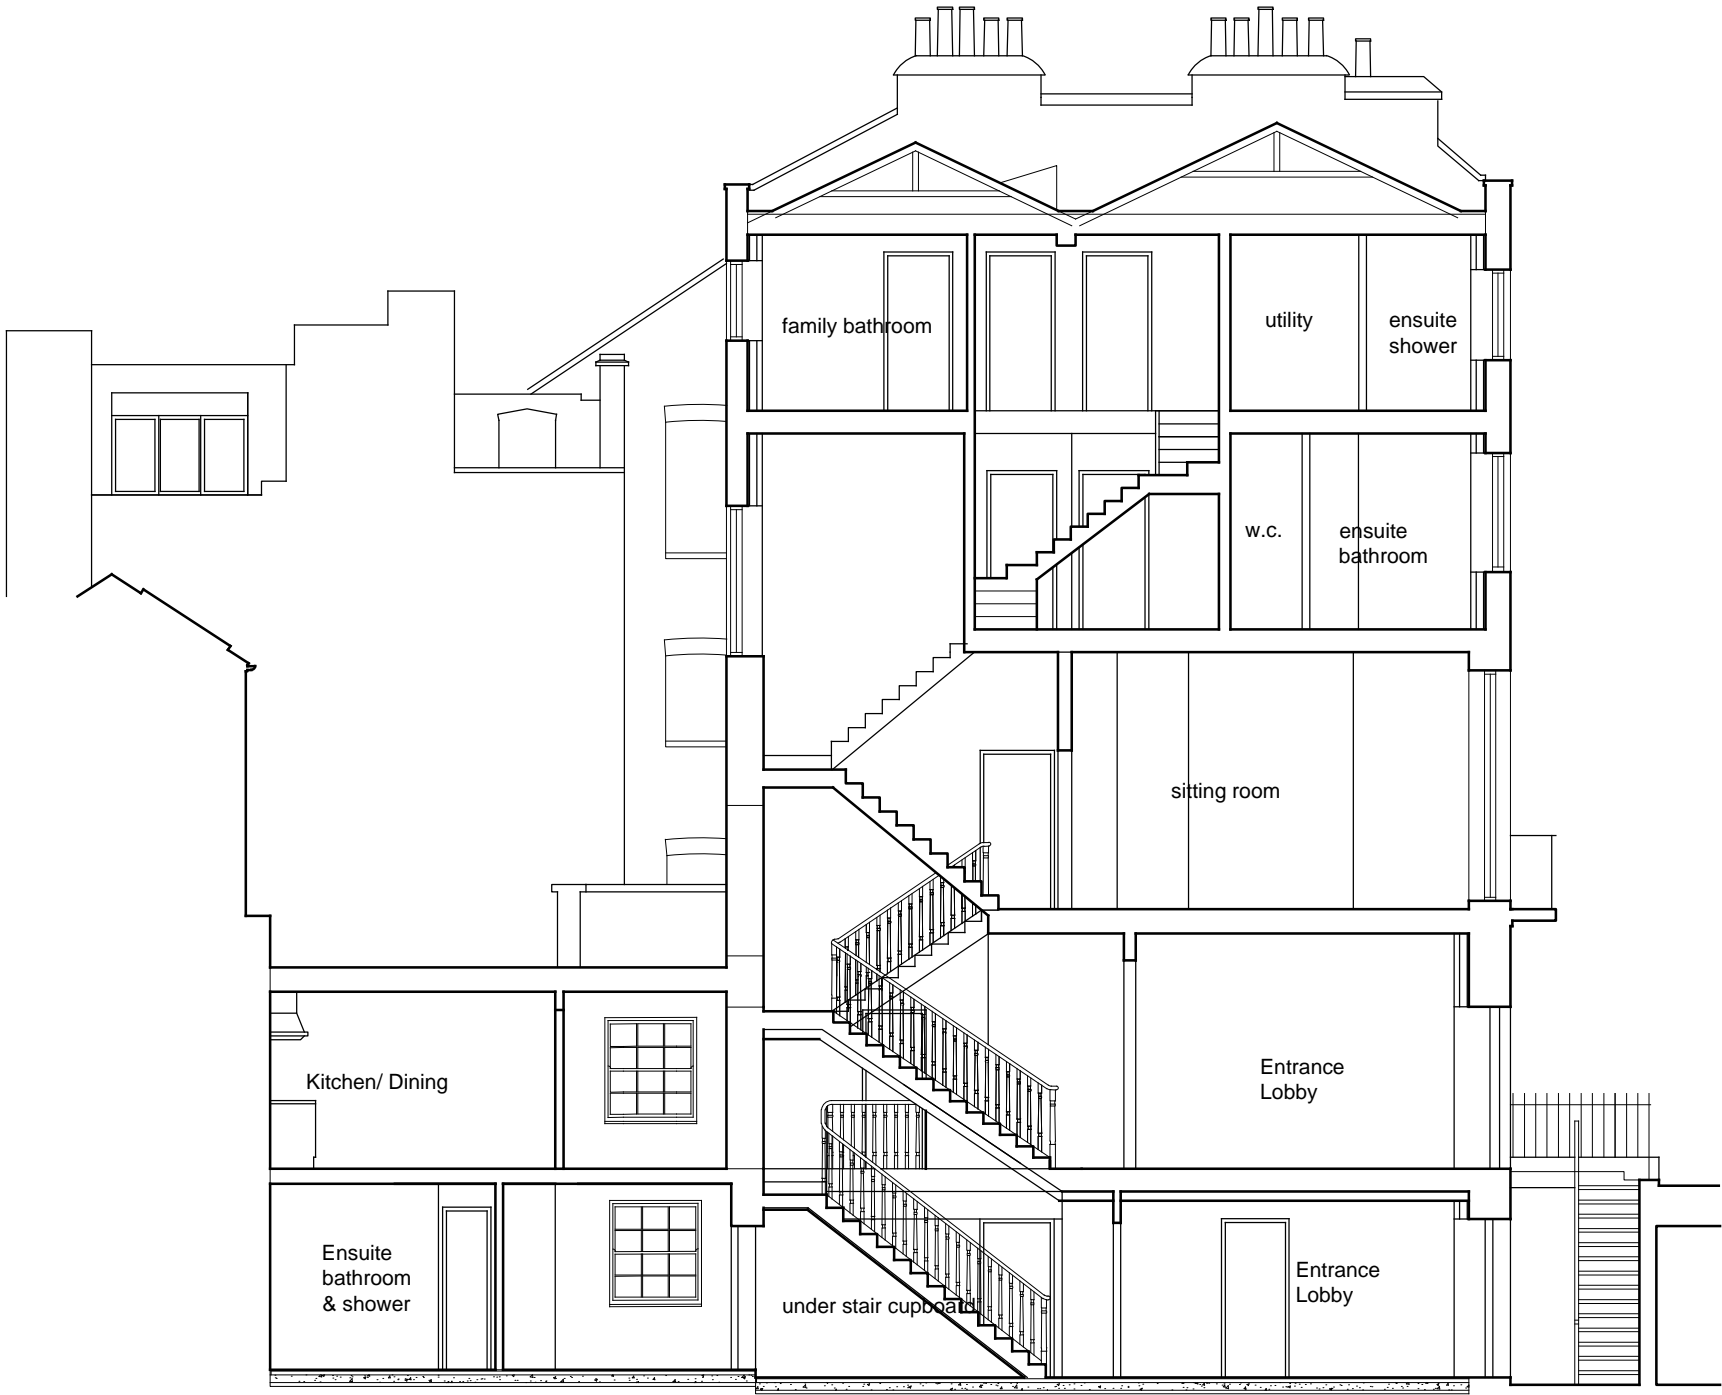 family bathroom
utility
ensuite
shower
w.c.
ensuite
bathroom
sitting room
Kitchen/ Dining
Entrance
Lobby
Ensuite
bathroom
& shower
under stair cupboard
Entrance
Lobby